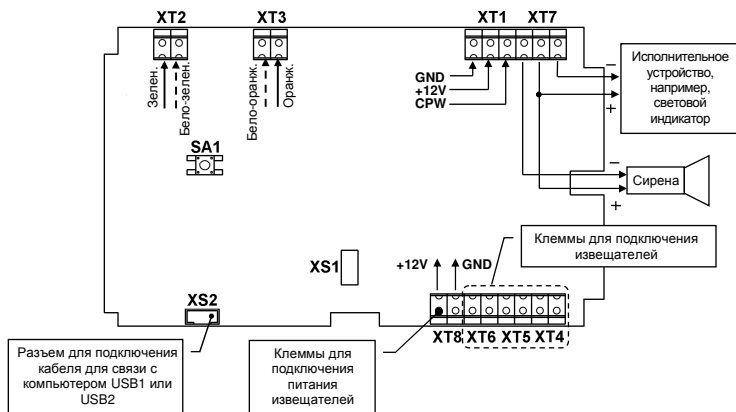 XT2
XT3
XT1 XT7
Зелен.
Бело-зелен.
Бело-оранж.
Оранж.
GND
+12V
CPW
–
+
Исполнительное
устройство,
например,
световой
индикатор
SA1
–
Сирена
+
Клеммы для подключения
извещателей
XS1
+12V
GND
XS2
XT8 XT6 XT5 XT4
Разъем для подключения
кабеля для связи с
компьютером USB1 или
USB2
Клеммы для
подключения
питания
извещателей